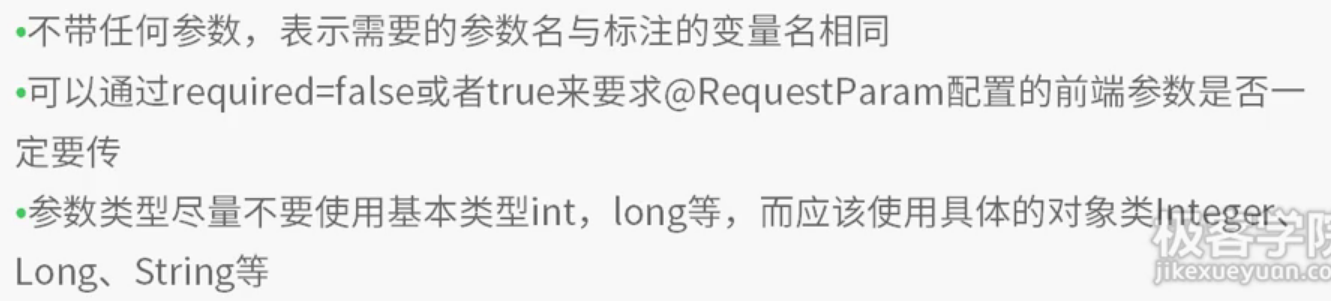 •不带任何参数，表示需要的参数名与标注的变量名相同
•可以通过required=false或者true来要求@RequestParam配置的前端参数是否一
定要传
•参数类型尽量不要使用基本类型int，long等，而应该使用具体的对象类Integer、
Long、String等
极客学院
jikexueyuan.co